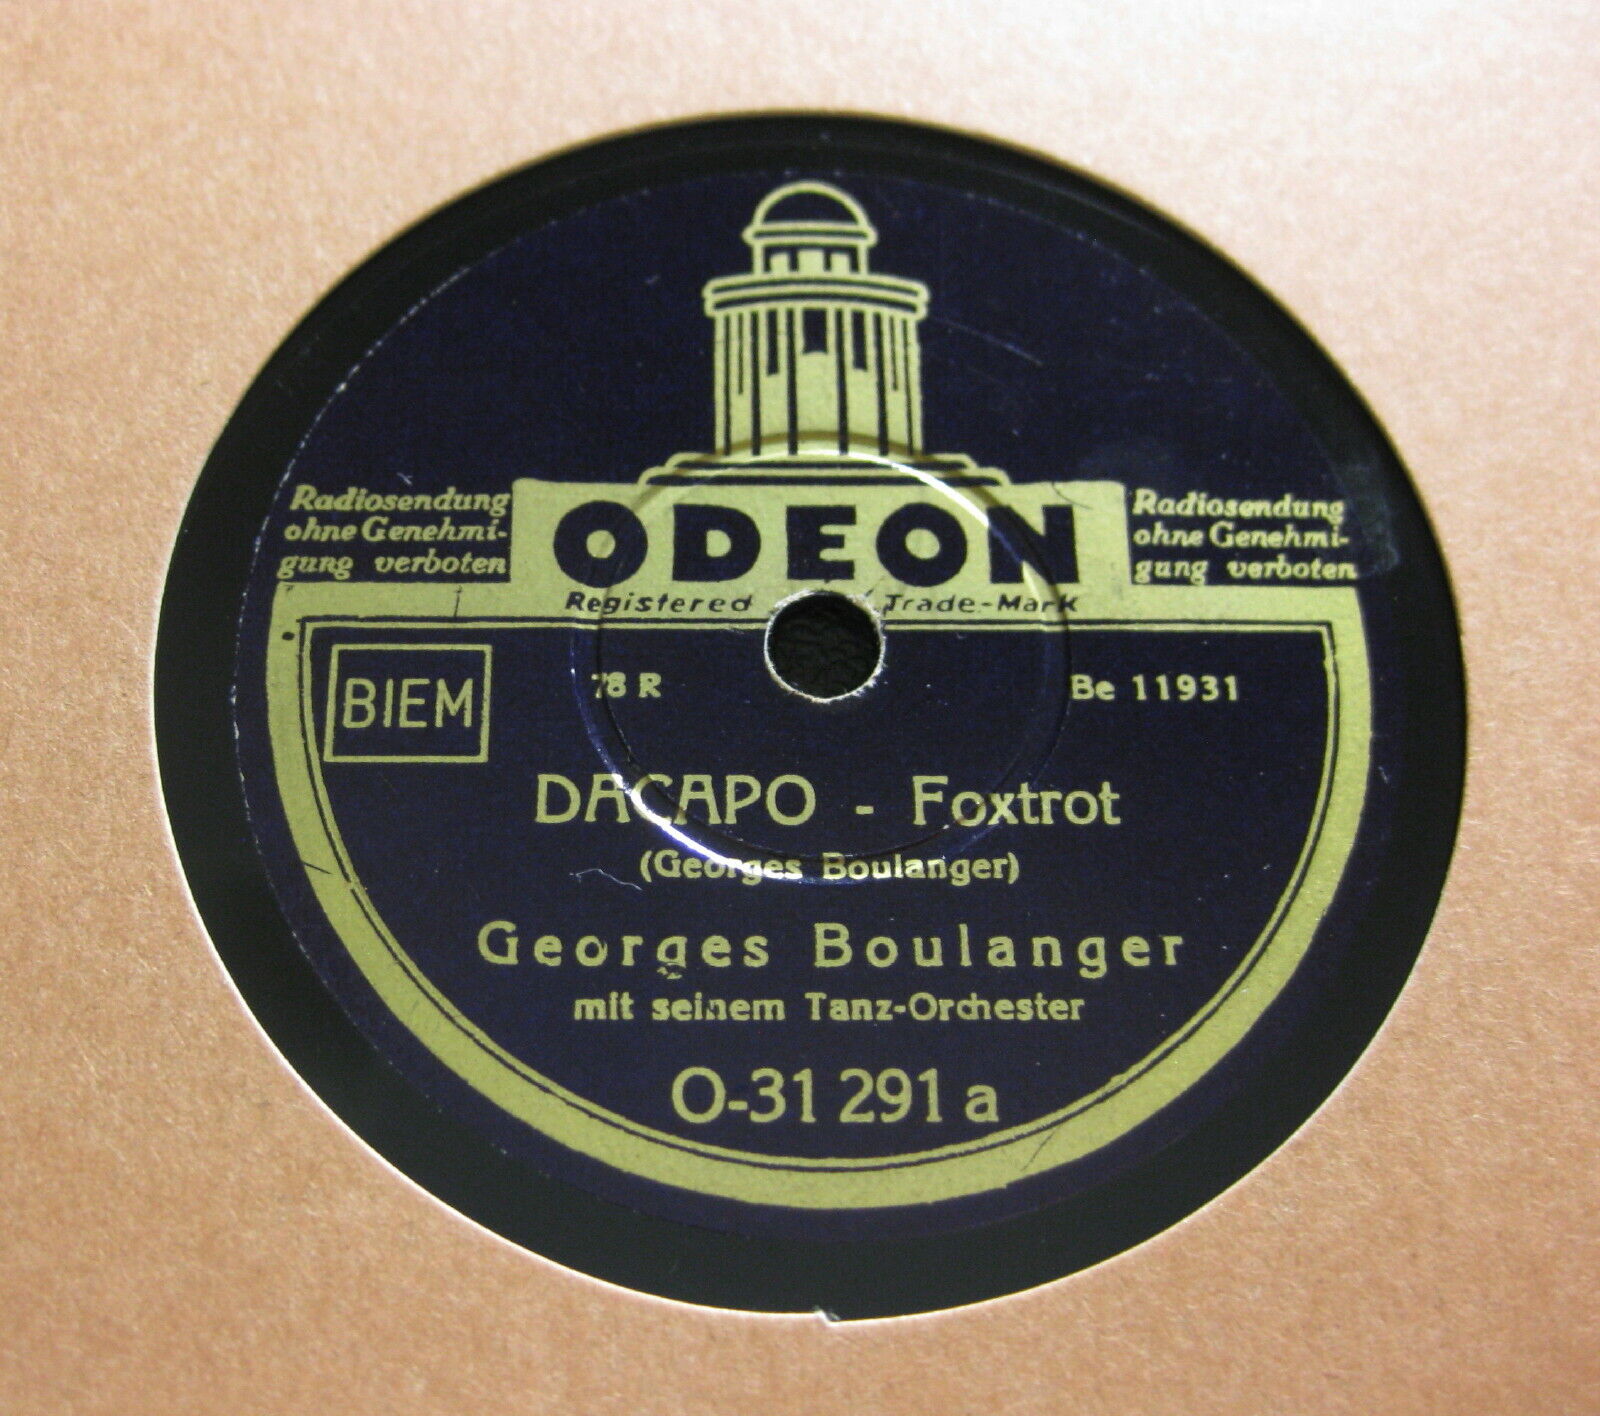 Radiosendung
ohne Genehmi-
gung verboten
ODEON
Radiosendung
ohne Genehmi-
gung verboten
Registered Trade-Mark
BIEM
78 R
Be 11931
DACAPO - Foxtrot
(Georges Boulanger)
Georges Boulanger
mit seinem Tanz-Orchester
O-31 291 a